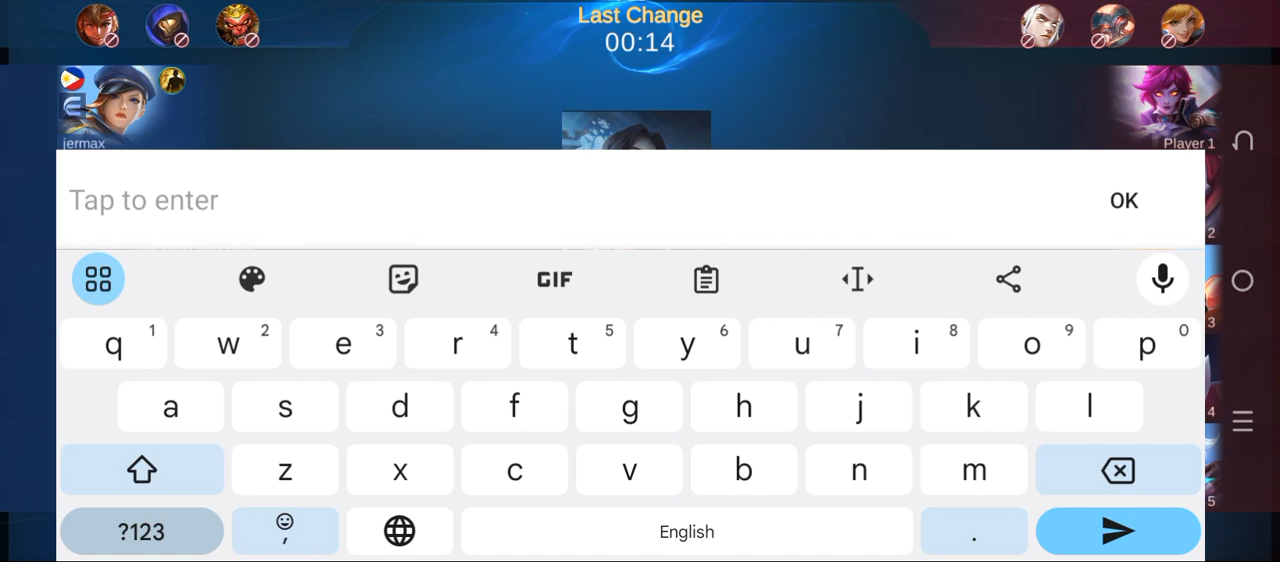 Last Change
00:14
jermax
Player 1
Tap to enter
OK
2
GIF
3
q 1 w 2 e 3 r 4 t 5 y 6 u 7 i 8 o 9 p 0
a s d f g h j k l
4
z x c v b n m
5
?123 , English .